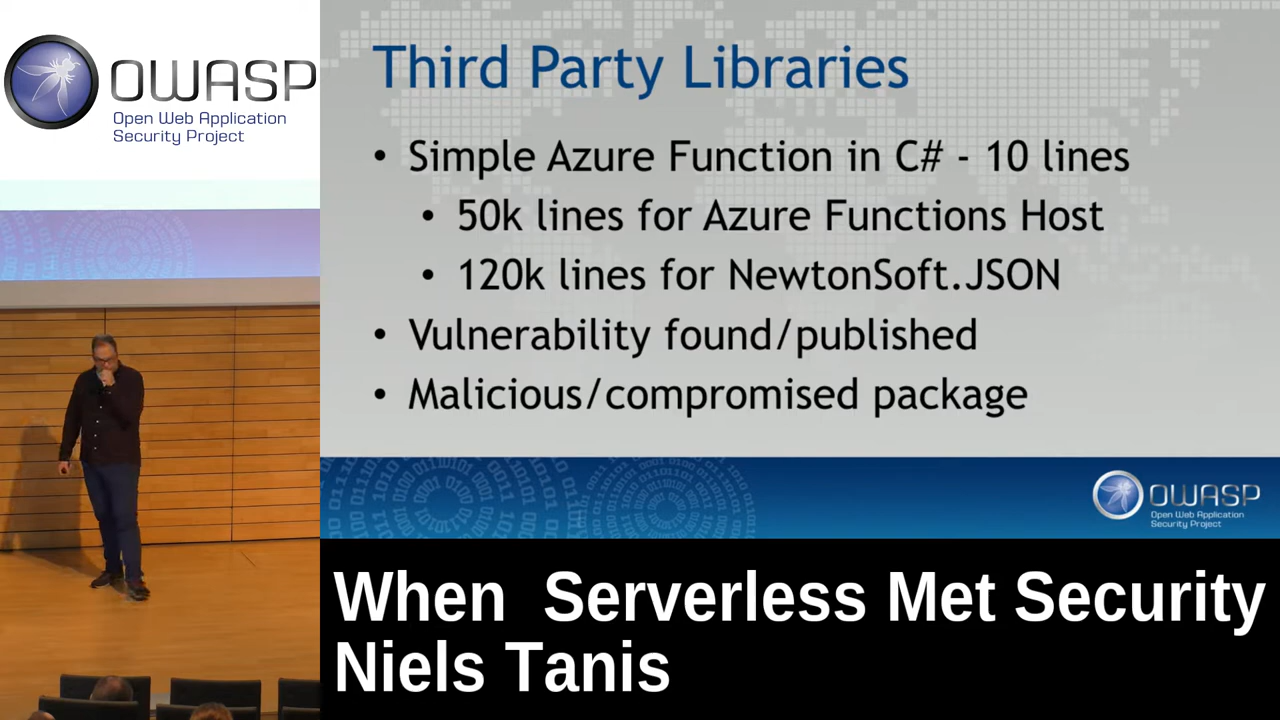 OWASP
Open Web Application
Security Project
Third Party Libraries
• Simple Azure Function in C# - 10 lines
• 50k lines for Azure Functions Host
• 120k lines for NewtonSoft.JSON
• Vulnerability found/published
• Malicious/compromised package
OWASP
Open Web Application
Security Project
When Serverless Met Security
Niels Tanis